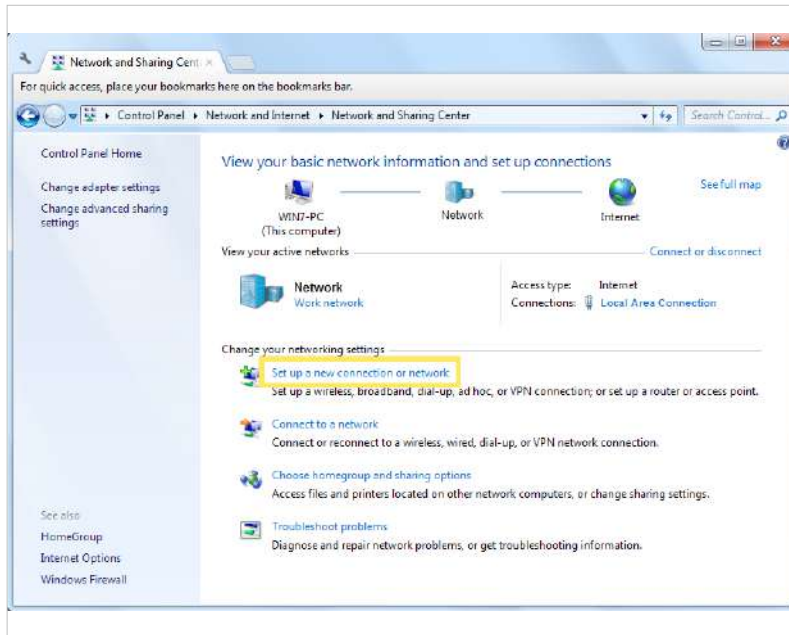 Network and Sharing Cent
For quick access, place your bookmarks here on the bookmarks bar.
Control Panel ▸ Network and Internet ▸ Network and Sharing Center
Search Control...
Control Panel Home
Change adapter settings
Change advanced sharing
settings
View your basic network information and set up connections
See full map
WIN7-PC
(This computer)
Network
Internet
View your active networks
Connect or disconnect
Network
Work network
Access type: Internet
Connections: Local Area Connection
Change your networking settings
Set up a new connection or network
Set up a wireless, broadband, dial-up, ad hoc, or VPN connection; or set up a router or access point.
Connect to a network
Connect or reconnect to a wireless, wired, dial-up, or VPN network connection.
Choose homegroup and sharing options
Access files and printers located on other network computers, or change sharing settings.
Troubleshoot problems
Diagnose and repair network problems, or get troubleshooting information.
See also
HomeGroup
Internet Options
Windows Firewall